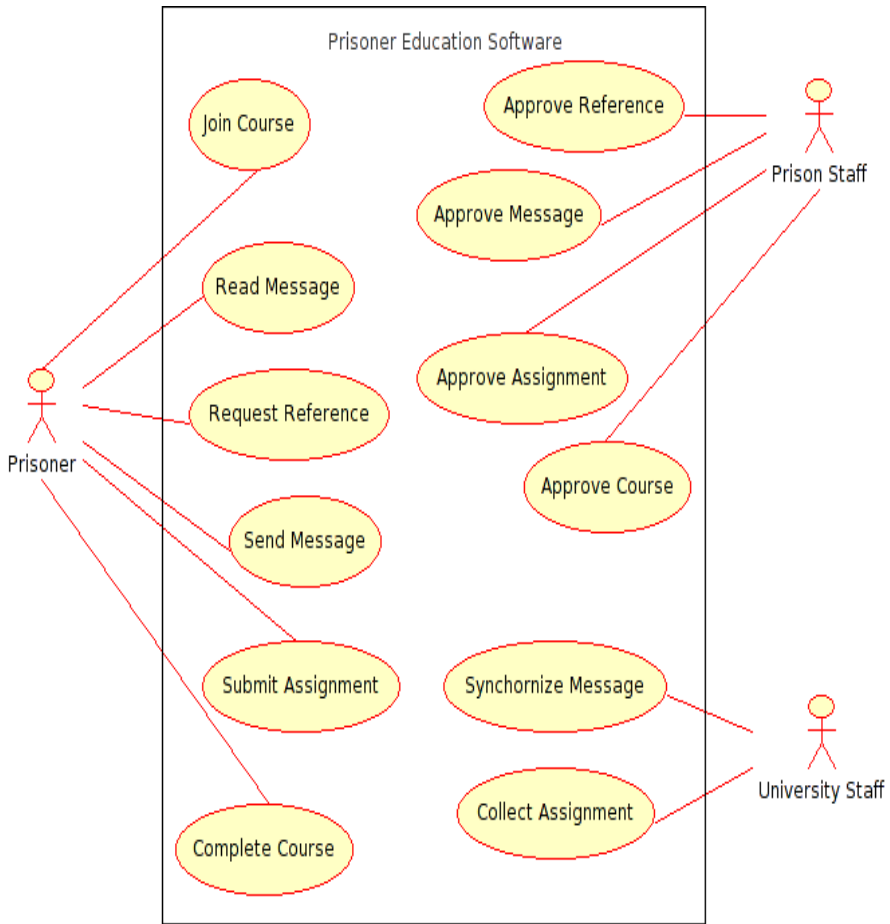 Prisoner Education Software
Join Course
Approve Reference
Prison Staff
Approve Message
Read Message
Approve Assignment
Request Reference
Prisoner
Approve Course
Send Message
Submit Assignment
Synchornize Message
University Staff
Collect Assignment
Complete Course